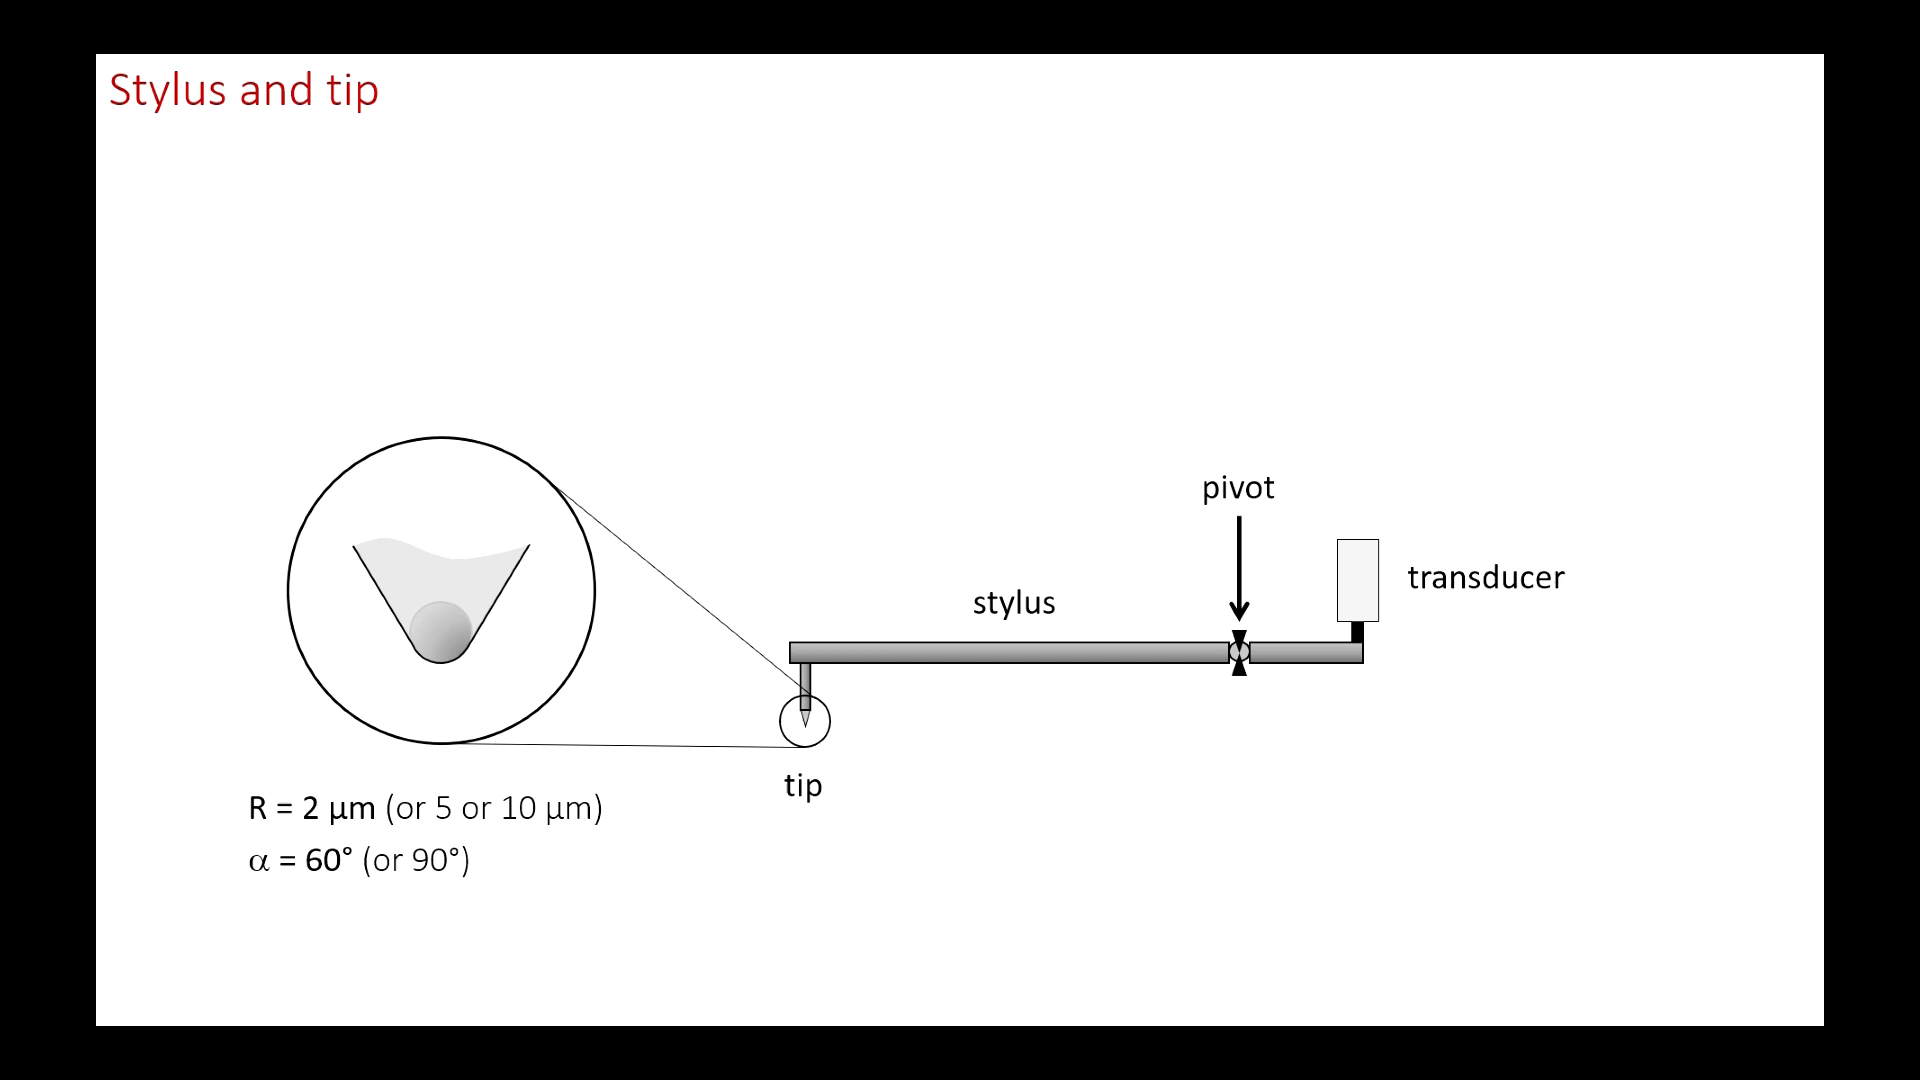 Stylus and tip
pivot
transducer
stylus
tip
R = 2 µm (or 5 or 10 µm)
α = 60° (or 90°)